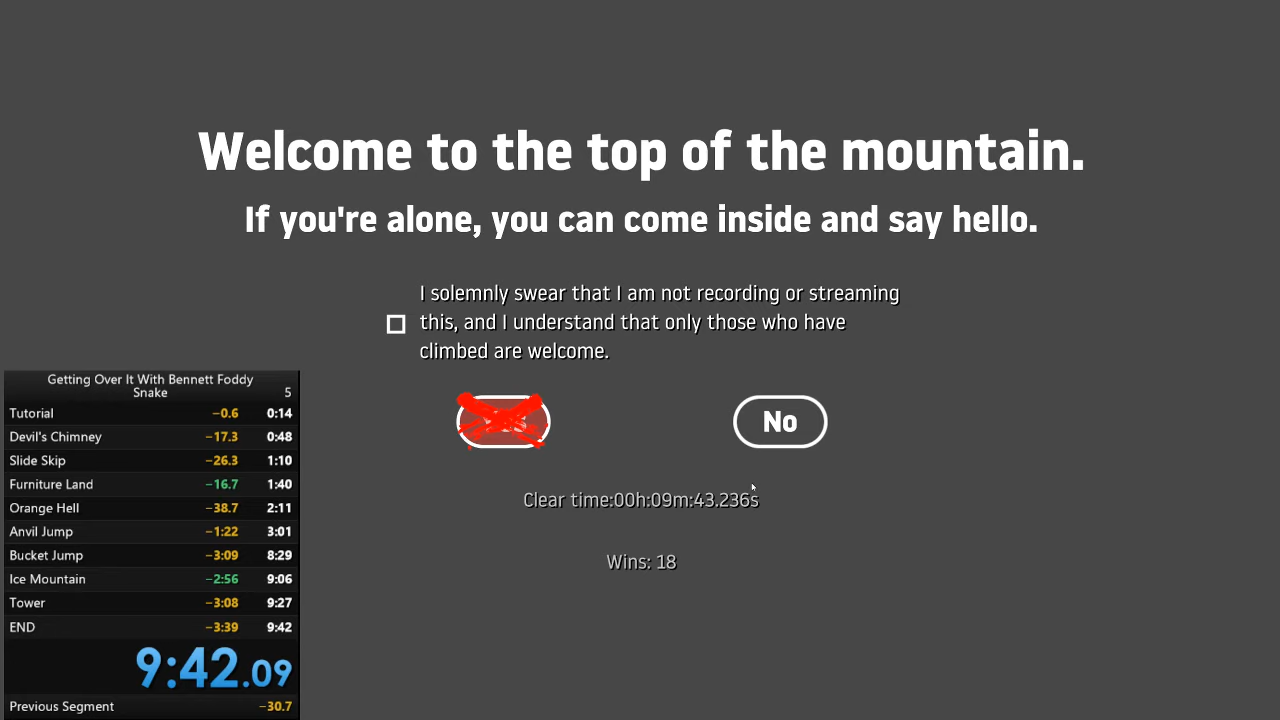 Welcome to the top of the mountain.
If you're alone, you can come inside and say hello.
I solemnly swear that I am not recording or streaming
this, and I understand that only those who have
climbed are welcome.
No
Clear time:00h:09m:43.236s
Wins: 18
Getting Over It With Bennett Foddy
Snake 5
Tutorial −0.6 0:14
Devil's Chimney −17.3 0:48
Slide Skip −26.3 1:10
Furniture Land −16.7 1:40
Orange Hell −38.7 2:11
Anvil Jump −1:22 3:01
Bucket Jump −3:09 8:29
Ice Mountain −2:56 9:06
Tower −3:08 9:27
END −3:39 9:42
9:42.09
Previous Segment −30.7